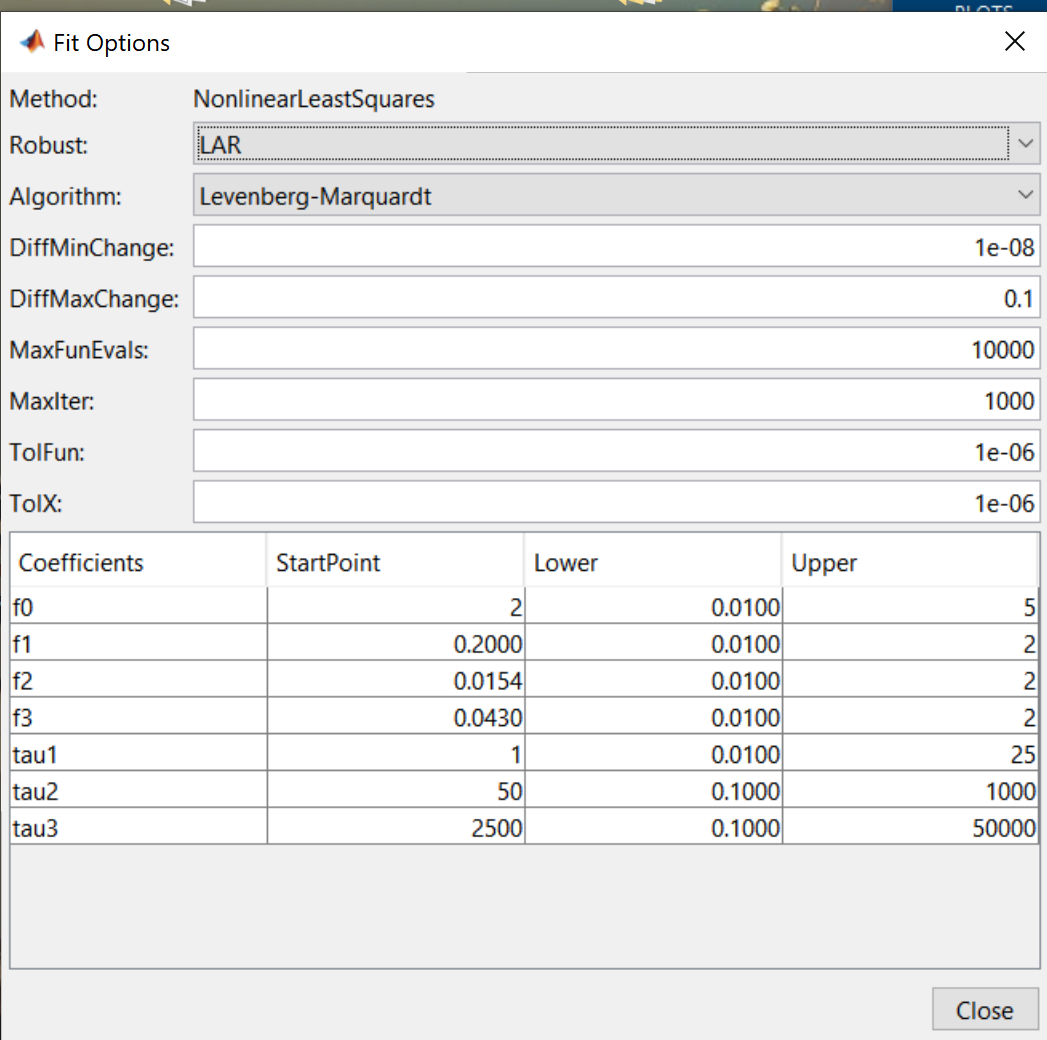 PLOTS
Fit Options
Method: NonlinearLeastSquares
Robust: LAR
Algorithm: Levenberg-Marquardt
DiffMinChange: 1e-08
DiffMaxChange: 0.1
MaxFunEvals: 10000
MaxIter: 1000
TolFun: 1e-06
TolX: 1e-06
Coefficients StartPoint Lower Upper
f0 2 0.0100 5
f1 0.2000 0.0100 2
f2 0.0154 0.0100 2
f3 0.0430 0.0100 2
tau1 1 0.0100 25
tau2 50 0.1000 1000
tau3 2500 0.1000 50000
Close